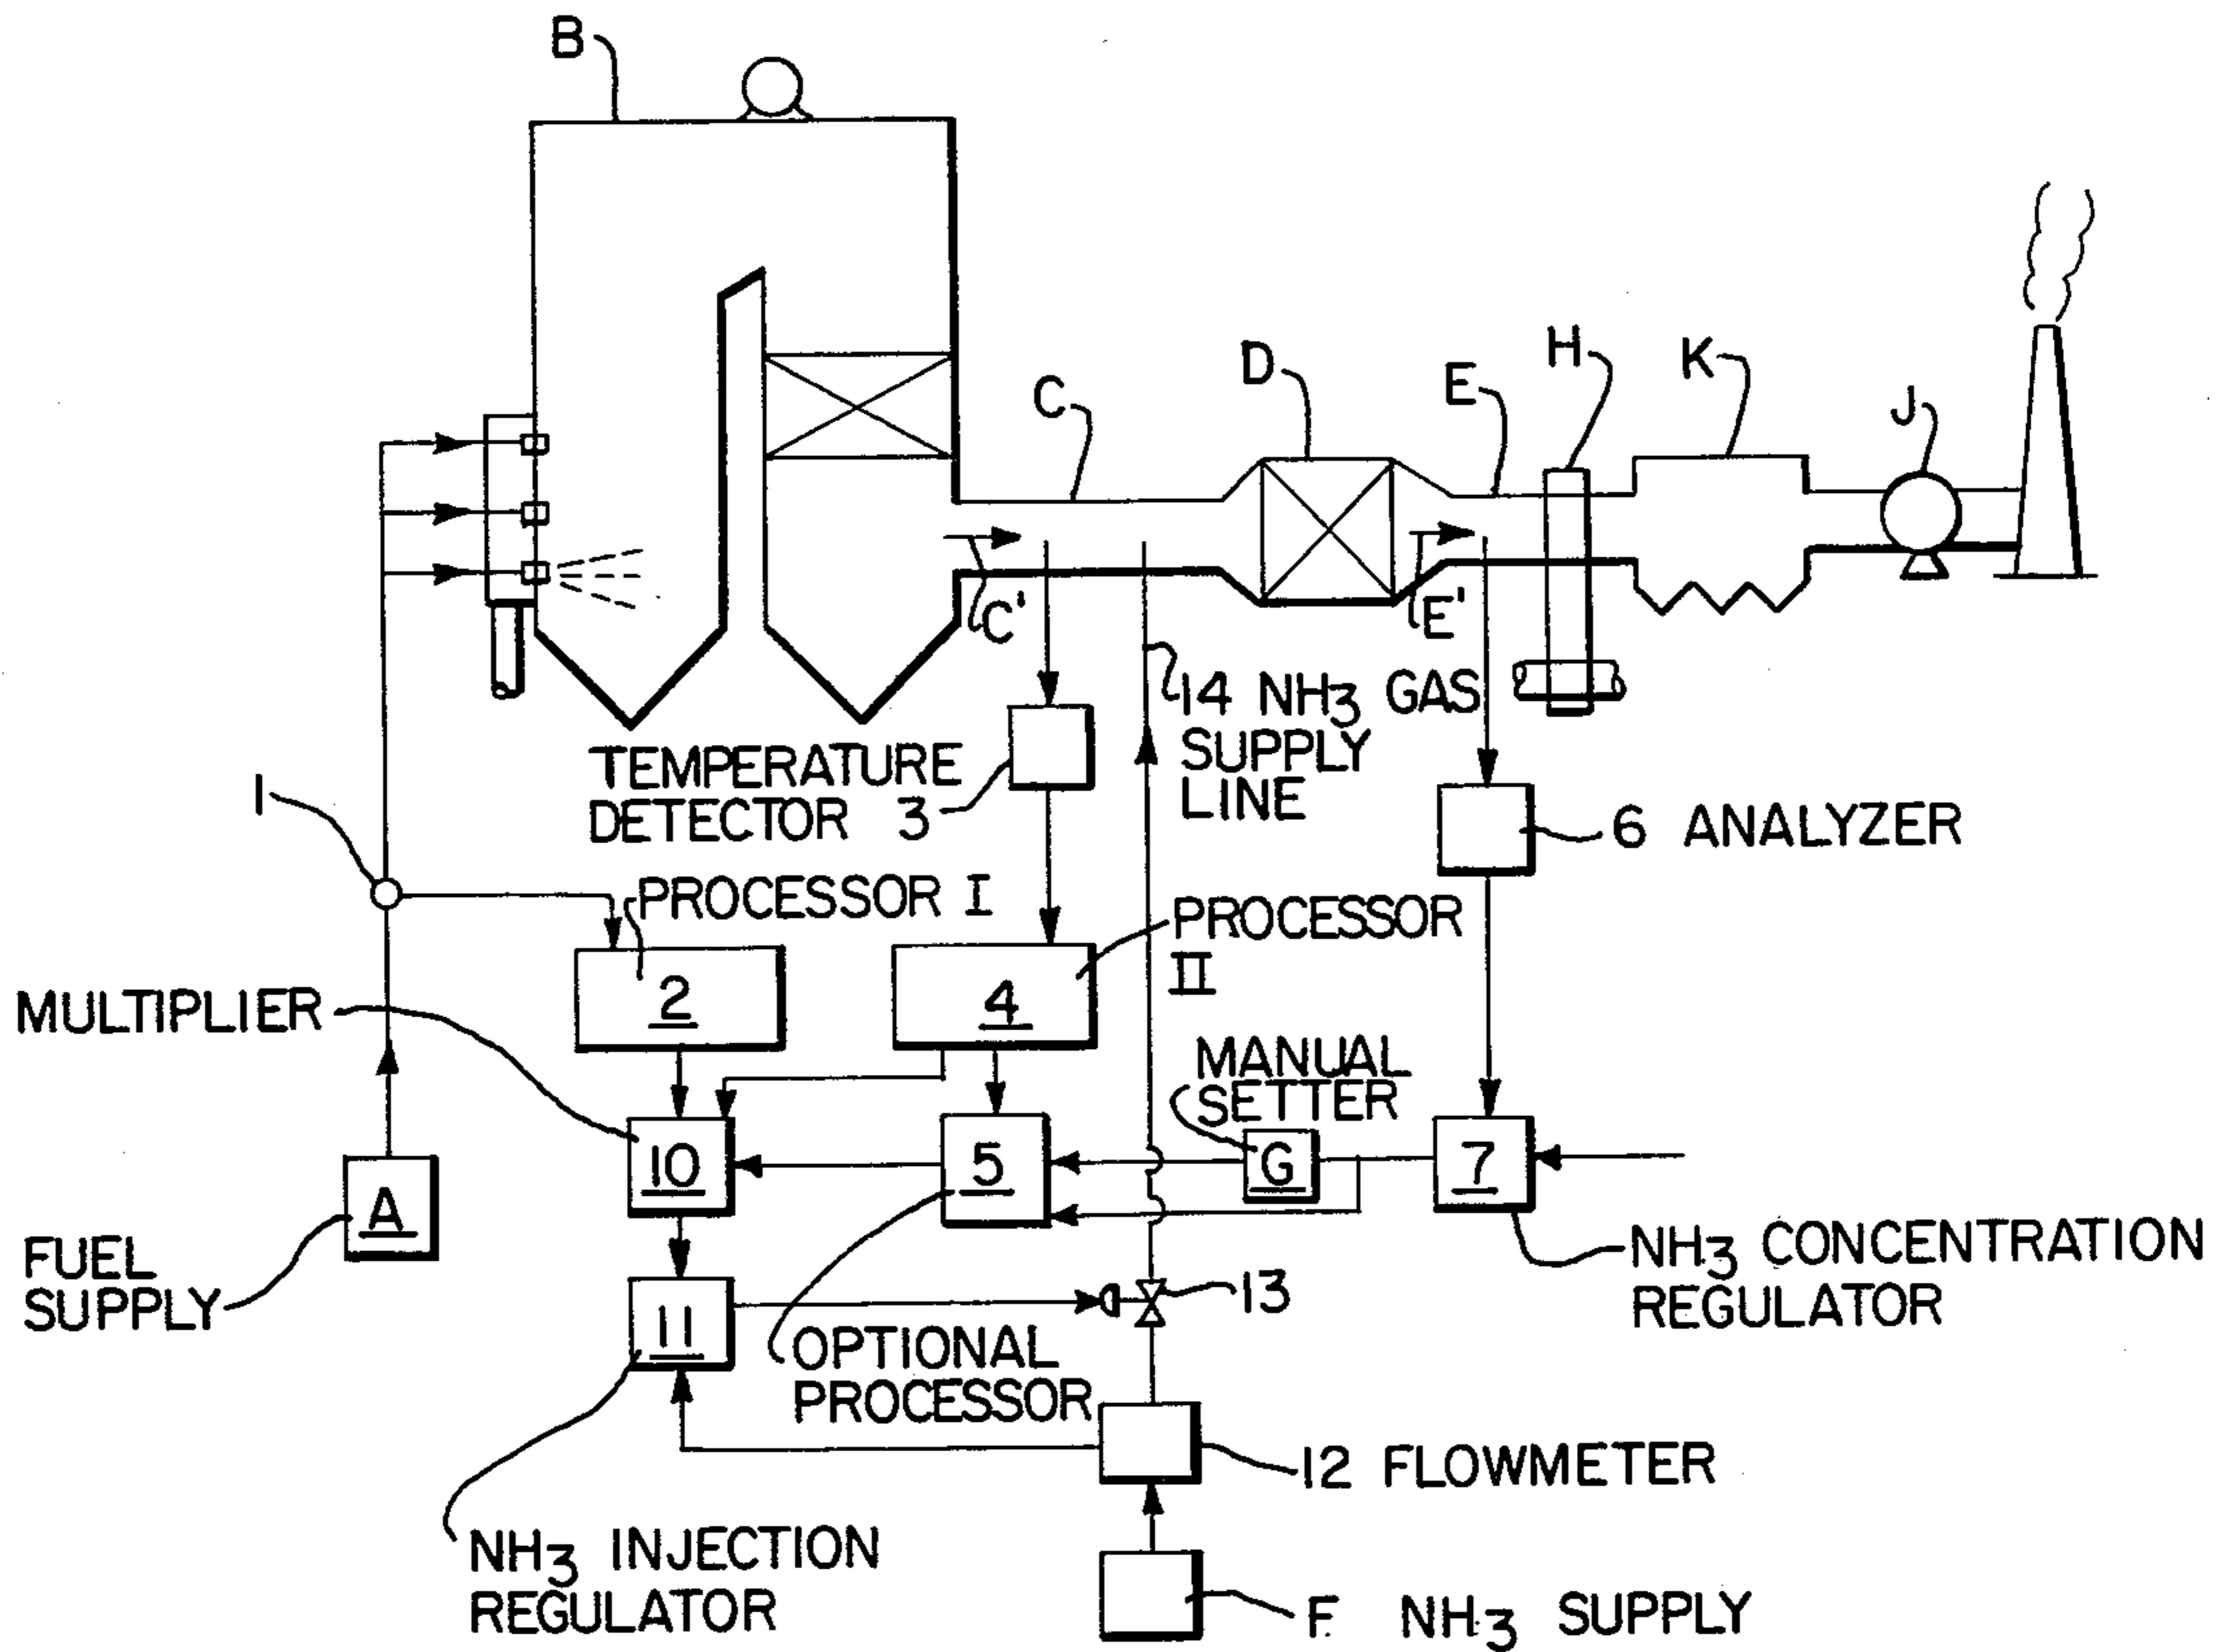 B
C
D
E
H
K
J
C'
E'
14 NH3 GAS
SUPPLY
LINE
TEMPERATURE
DETECTOR 3
6 ANALYZER
1
PROCESSOR I
PROCESSOR
II
2
4
MULTIPLIER
MANUAL
SETTER
10
5
G
7
A
FUEL
SUPPLY
NH3 CONCENTRATION
REGULATOR
13
11
OPTIONAL
PROCESSOR
12 FLOWMETER
NH3 INJECTION
REGULATOR
F NH3 SUPPLY